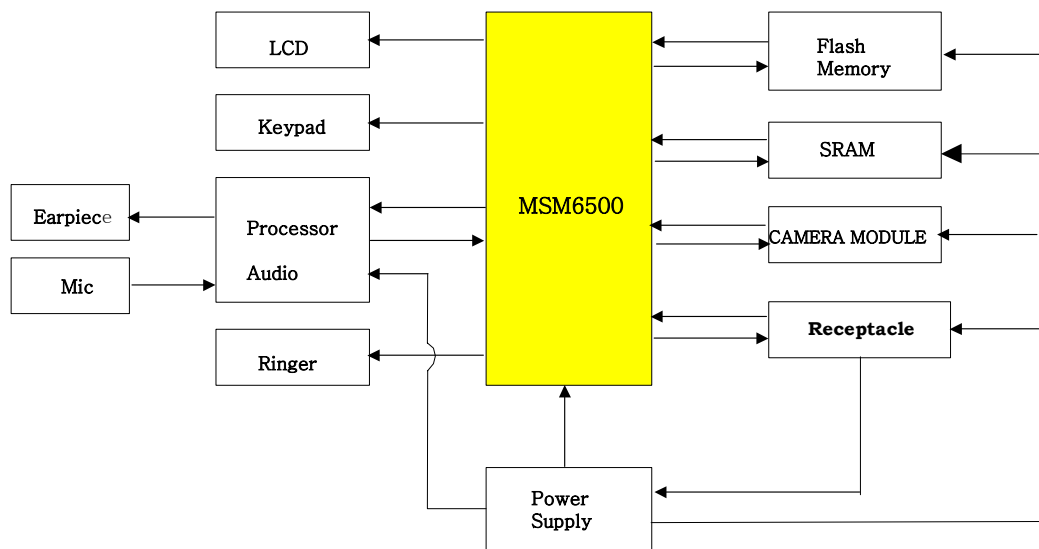 LCD
Keypad
Earpiece
Mic
Processor
Audio
Ringer
MSM6500
Flash
Memory
SRAM
CAMERA MODULE
Receptacle
Power
Supply